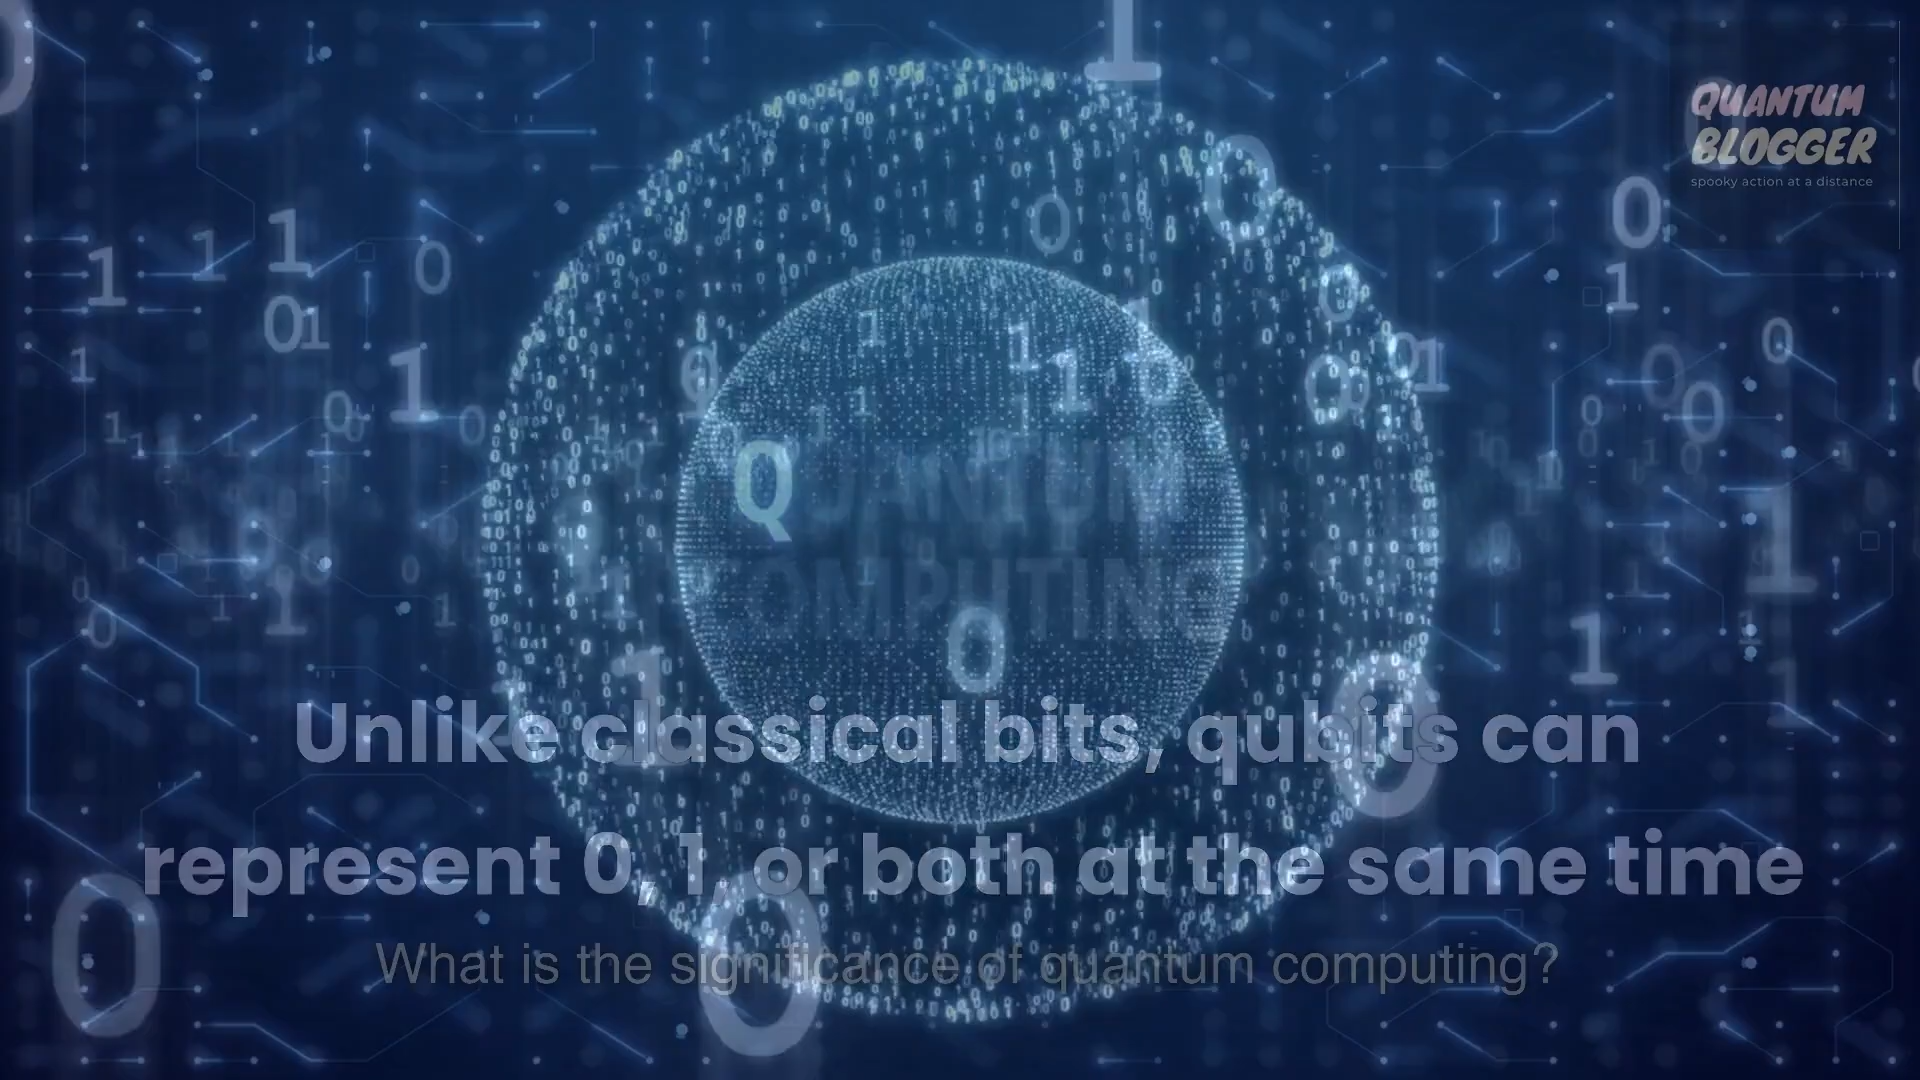 QUANTUM
BLOGGER
spooky action at a distance
QUANTUM
COMPUTING
Unlike classical bits, qubits can
represent 0, 1, or both at the same time
What is the significance of quantum computing?